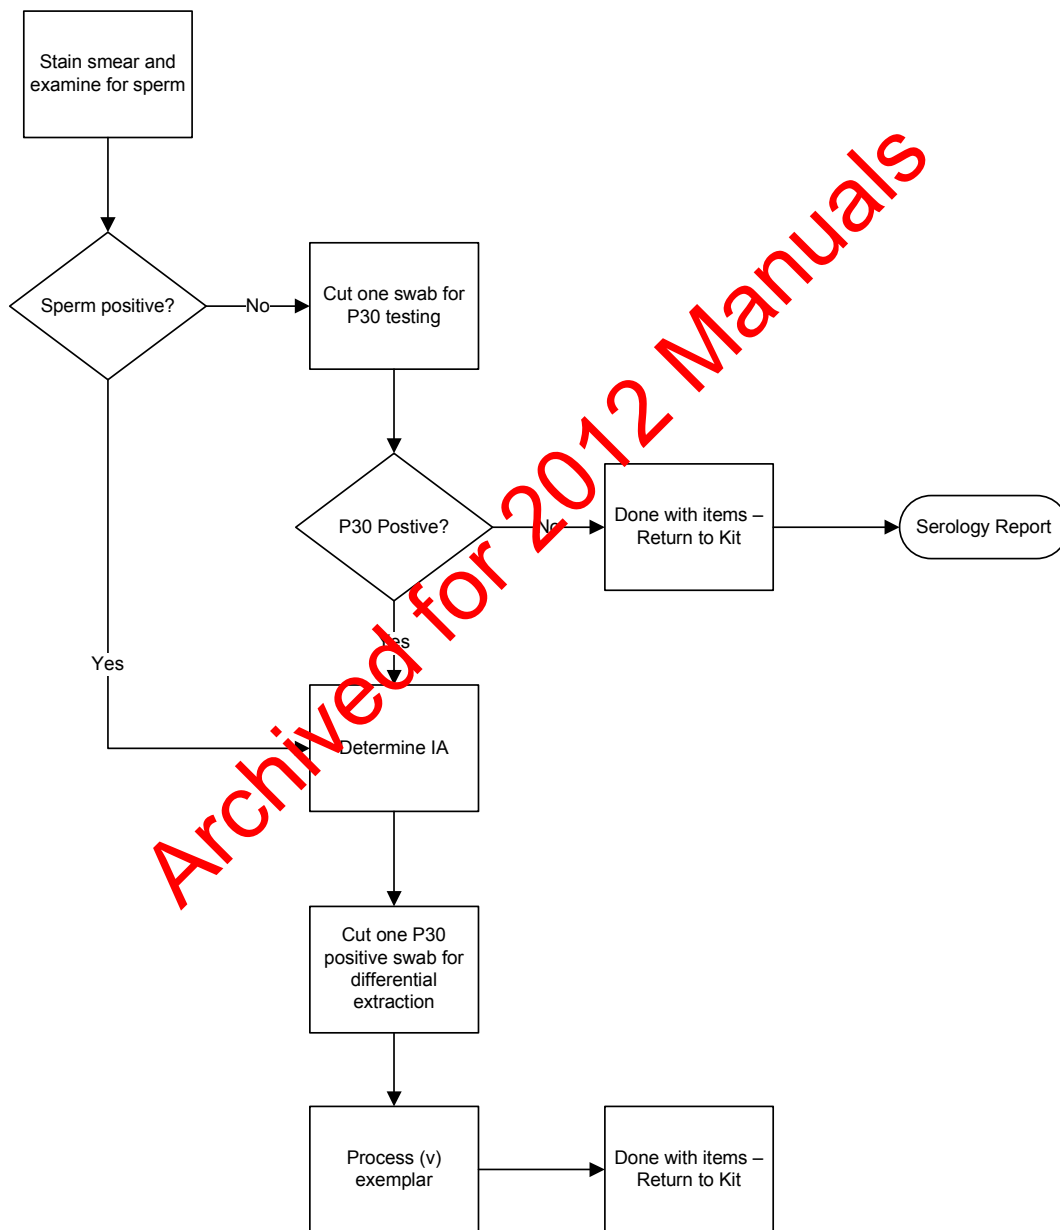 Stain smear and
examine for sperm
Sperm positive?
No
Cut one swab for
P30 testing
P30 Postive?
No
Done with items –
Return to Kit
Serology Report
Yes
Yes
Determine IA
Cut one P30
positive swab for
differential
extraction
Process (v)
exemplar
Done with items –
Return to Kit
Archived for 2012 Manuals